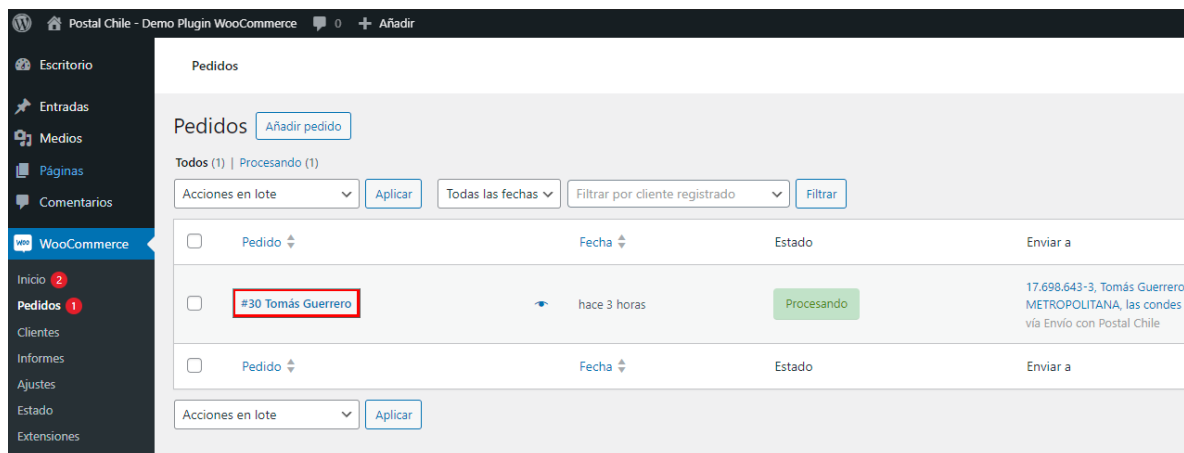 Postal Chile - Demo Plugin WooCommerce 0 + Añadir
Escritorio
Entradas
Medios
Páginas
Comentarios
WooCommerce
Inicio 2
Pedidos 1
Clientes
Informes
Ajustes
Estado
Extensiones
Pedidos
Pedidos Añadir pedido
Todos (1) | Procesando (1)
Acciones en lote Aplicar Todas las fechas Filtrar por cliente registrado Filtrar
Pedido Fecha Estado Enviar a
#30 Tomás Guerrero hace 3 horas Procesando
17.698.643-3, Tomás Guerrero
METROPOLITANA, las condes
vía Envío con Postal Chile
Pedido Fecha Estado Enviar a
Acciones en lote Aplicar